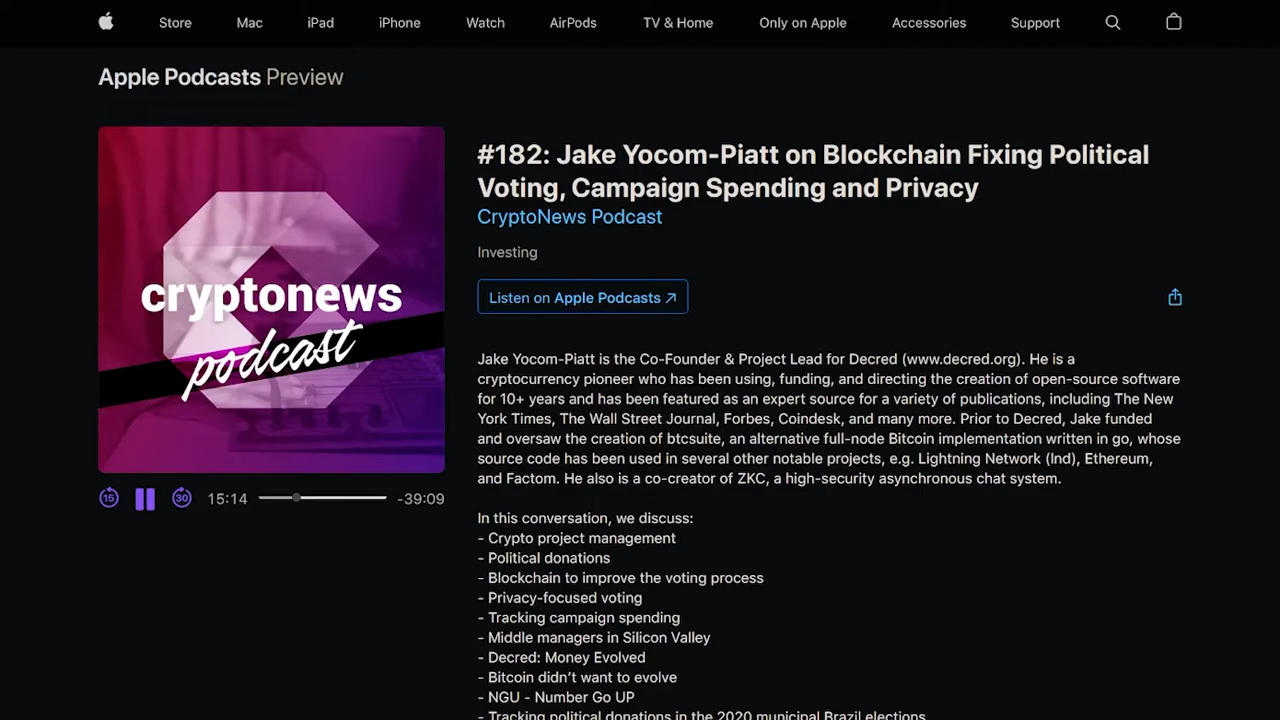 Store Mac iPad iPhone Watch AirPods TV & Home Only on Apple Accessories Support
Apple Podcasts Preview
cryptonews
podcast
15 30 15:14 -39:09
#182: Jake Yocom-Piatt on Blockchain Fixing Political
Voting, Campaign Spending and Privacy
CryptoNews Podcast
Investing
Listen on Apple Podcasts ↗
Jake Yocom-Piatt is the Co-Founder & Project Lead for Decred (www.decred.org). He is a
cryptocurrency pioneer who has been using, funding, and directing the creation of open-source software
for 10+ years and has been featured as an expert source for a variety of publications, including The New
York Times, The Wall Street Journal, Forbes, Coindesk, and many more. Prior to Decred, Jake funded
and oversaw the creation of btcsuite, an alternative full-node Bitcoin implementation written in go, whose
source code has been used in several other notable projects, e.g. Lightning Network (lnd), Ethereum,
and Factom. He also is a co-creator of ZKC, a high-security asynchronous chat system.
In this conversation, we discuss:
- Crypto project management
- Political donations
- Blockchain to improve the voting process
- Privacy-focused voting
- Tracking campaign spending
- Middle managers in Silicon Valley
- Decred: Money Evolved
- Bitcoin didn't want to evolve
- NGU - Number Go UP
- Tracking political donations in the 2020 municipal Brazil elections